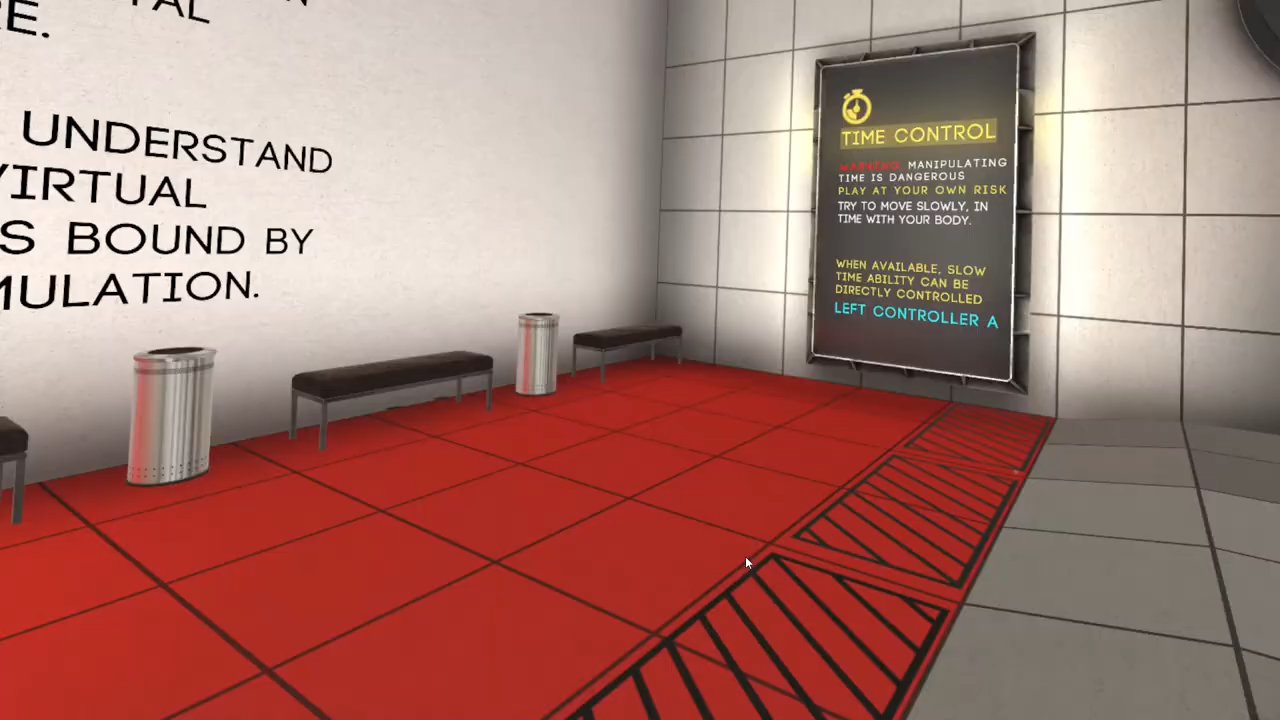 UNDERSTAND
VIRTUAL
BOUND BY
TIME CONTROL
WARNING MANIPULATING
TIME IS DANGEROUS
PLAY AT YOUR OWN RISK
TRY TO MOVE SLOWLY, IN
TIME WITH YOUR BODY.
WHEN AVAILABLE, SLOW
TIME ABILITY CAN BE
DIRECTLY CONTROLLED
LEFT CONTROLLER A